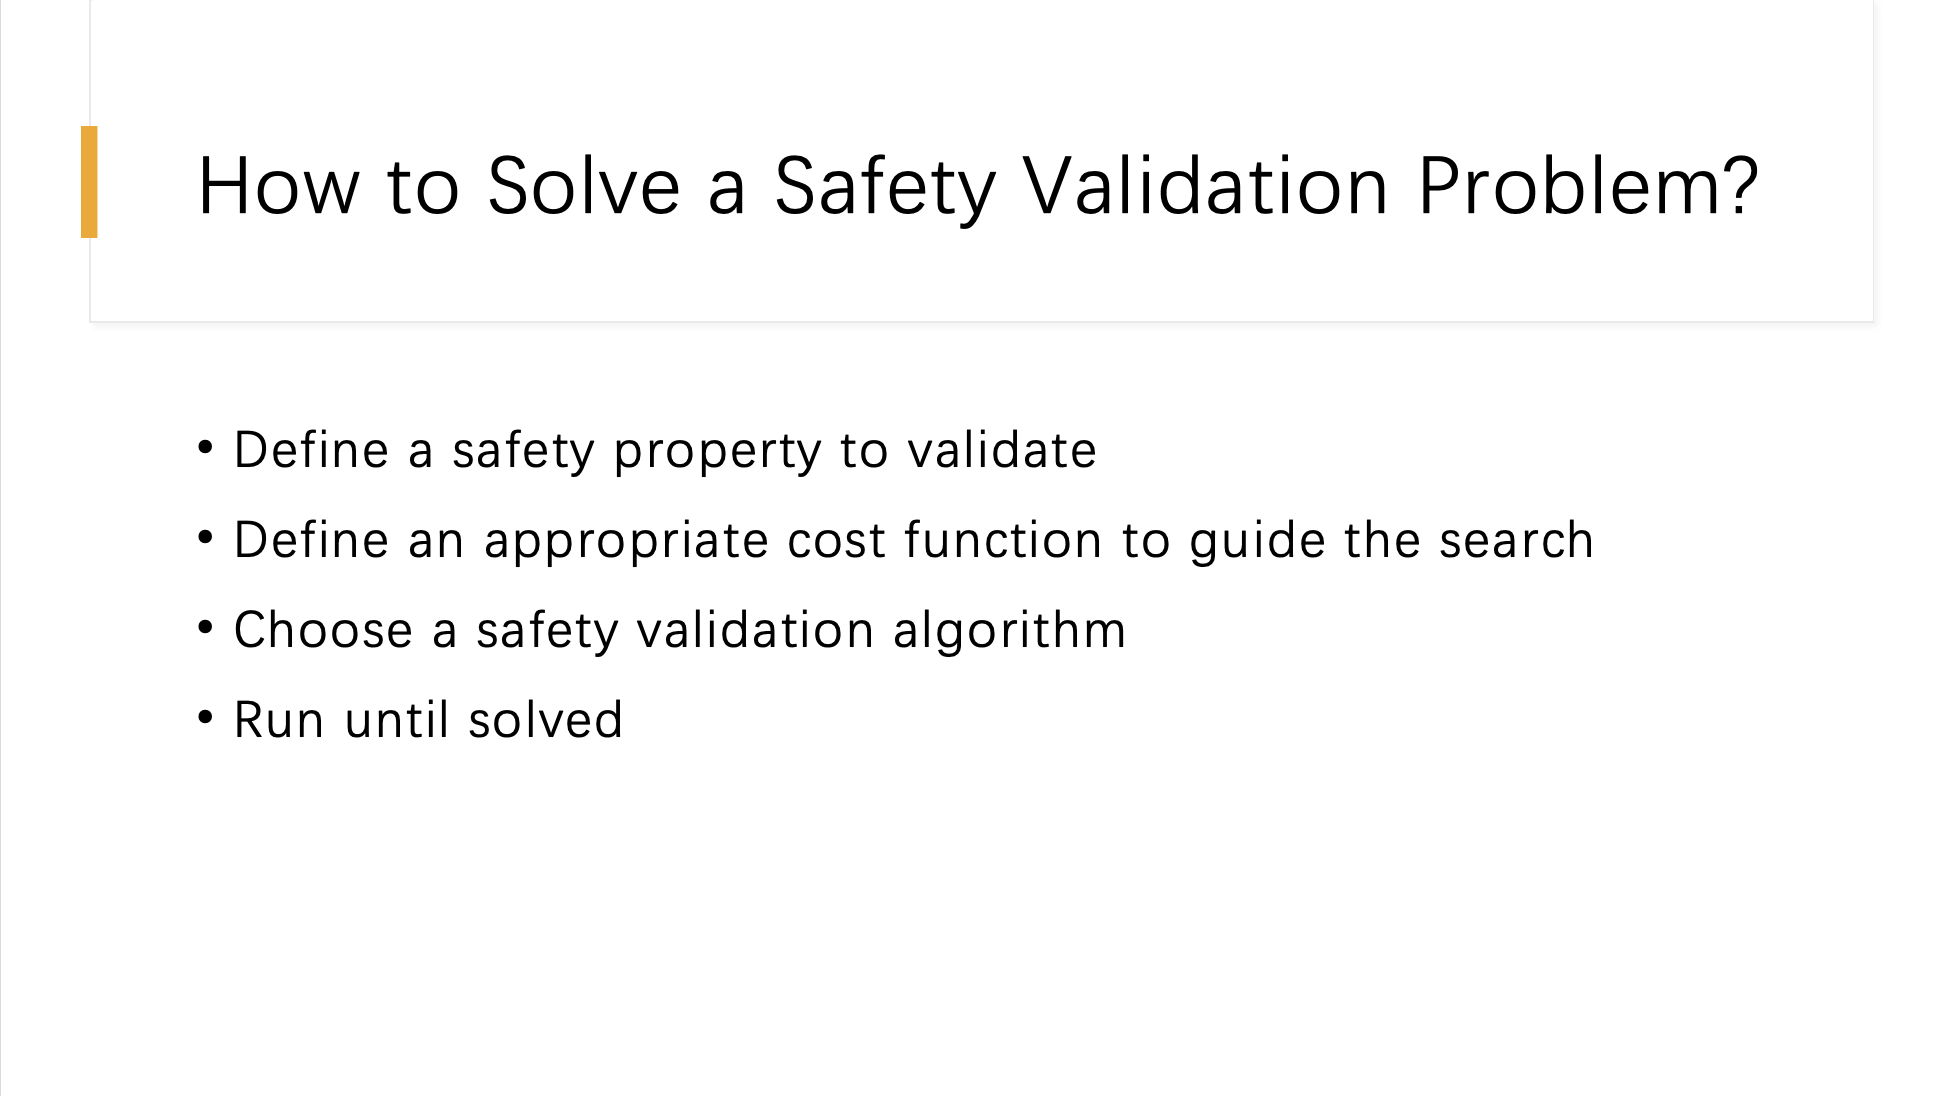 How to Solve a Safety Validation Problem?
• Define a safety property to validate
• Define an appropriate cost function to guide the search
• Choose a safety validation algorithm
• Run until solved